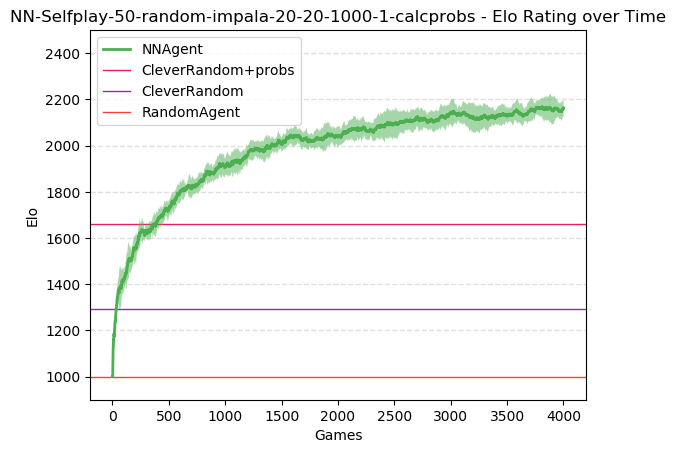 NN-Selfplay-50-random-impala-20-20-1000-1-calcprobs - Elo Rating over Time
NNAgent
CleverRandom+probs
CleverRandom
RandomAgent
Elo
2400
2200
2000
1800
1600
1400
1200
1000
0 500 1000 1500 2000 2500 3000 3500 4000
Games